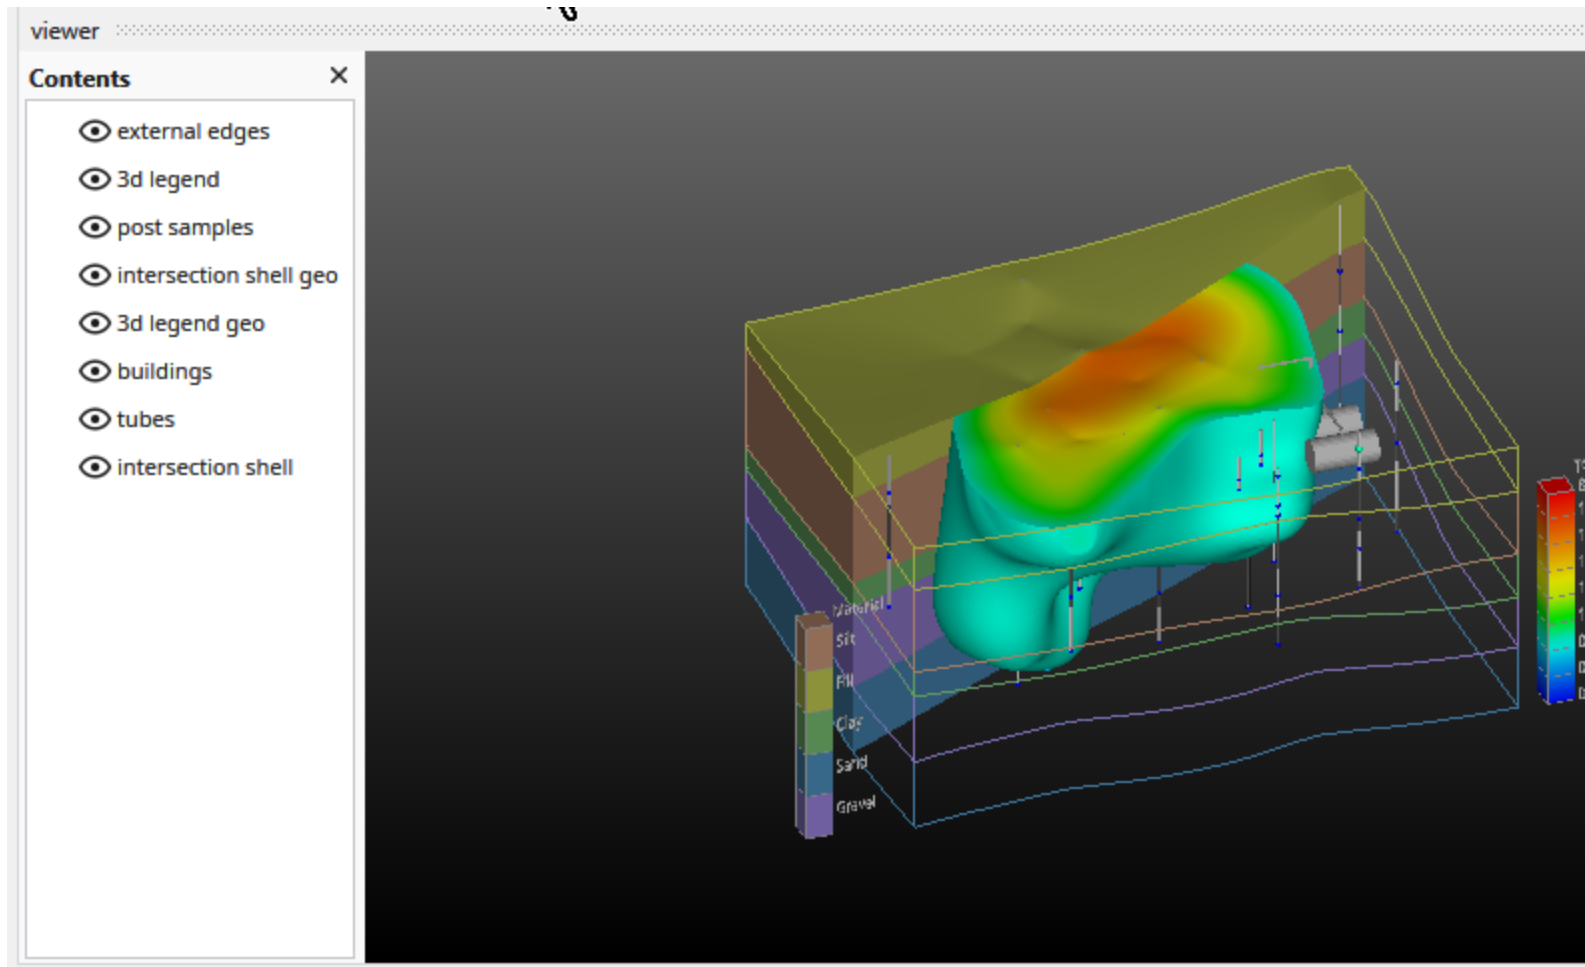 viewer
Contents
external edges
3d legend
post samples
intersection shell geo
3d legend geo
buildings
tubes
intersection shell
Material
Silt
Fill
Clay
Sand
Gravel